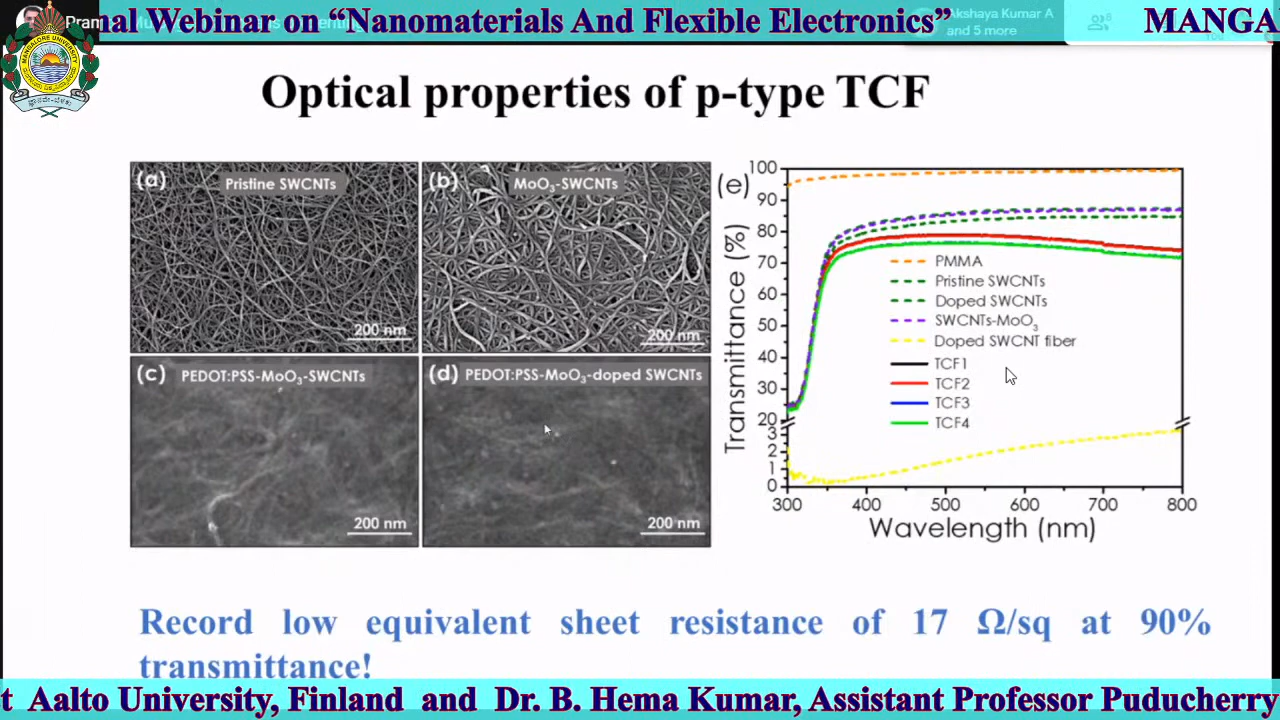 nal Webinar on “Nanomaterials And Flexible Electronics”
Akshaya Kumar A
and 5 more
MANGA
MANGALORE UNIVERSITY
Optical properties of p-type TCF
(a) Pristine SWCNTs
200 nm
(b) MoO₃-SWCNTs
200 nm
(c) PEDOT:PSS-MoO₃-SWCNTs
200 nm
(d) PEDOT:PSS-MoO₃-doped SWCNTs
200 nm
(e)
Transmittance (%)
100
90
80
70
60
50
40
30
20
3
2
1
0
PMMA
Pristine SWCNTs
Doped SWCNTs
SWCNTs-MoO₃
Doped SWCNT fiber
TCF1
TCF2
TCF3
TCF4
300 400 500 600 700 800
Wavelength (nm)
Record low equivalent sheet resistance of 17 Ω/sq at 90%
transmittance!
t Aalto University, Finland and Dr. B. Hema Kumar, Assistant Professor Puducherry